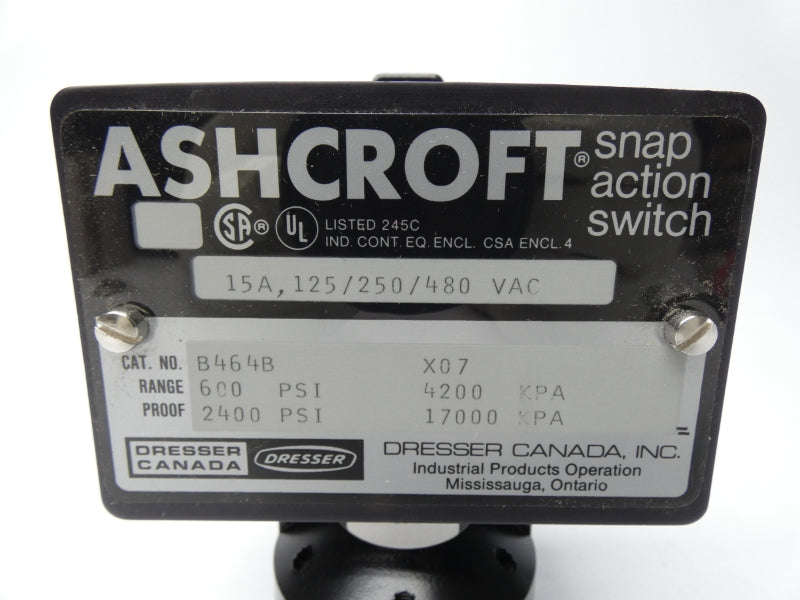 ASHCROFT® snap action switch
SA® UL LISTED 245C
IND. CONT. EQ. ENCL. CSA ENCL. 4
15A, 125/250/480 VAC
CAT. NO. B464B X07
RANGE 600 PSI 4200 KPA
PROOF 2400 PSI 17000 KPA
DRESSER CANADA DRESSER DRESSER CANADA, INC.
Industrial Products Operation
Mississauga, Ontario